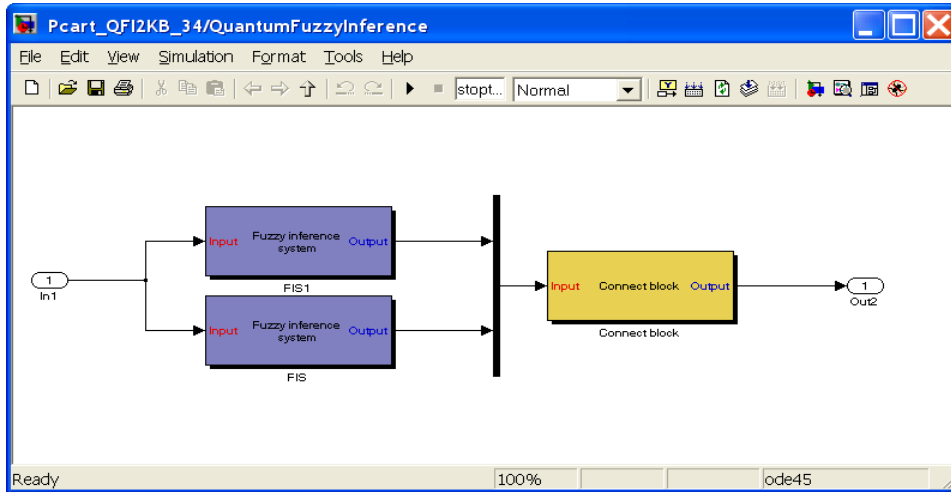 Pcart_QFI2KB_34/QuantumFuzzyInference
File Edit View Simulation Format Tools Help
stopt... Normal
Input Fuzzy inference system Output
FIS1
1
In1
Input Fuzzy inference system Output
FIS
Input Connect block Output
Connect block
1
Out2
Ready 100% ode45